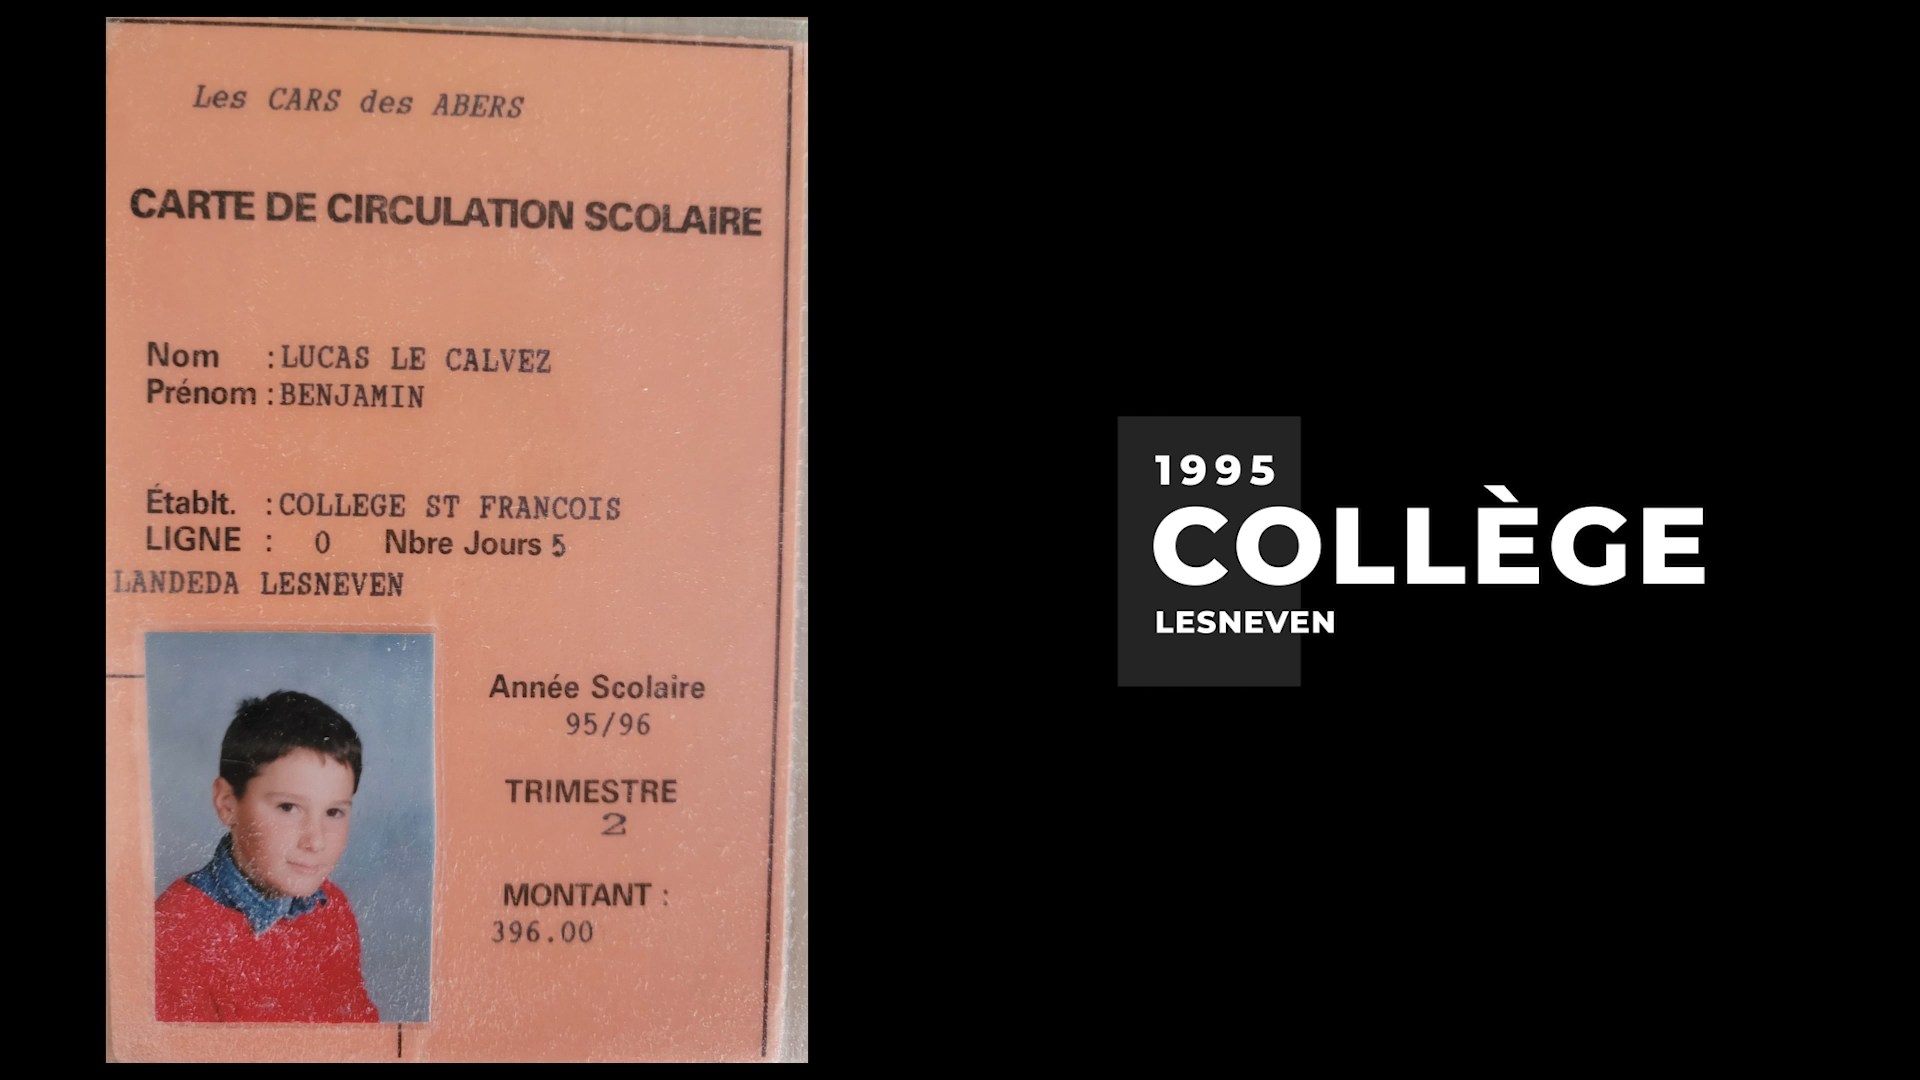 Les CARS des ABERS
CARTE DE CIRCULATION SCOLAIRE
Nom :LUCAS LE CALVEZ
Prénom :BENJAMIN
Établt. :COLLEGE ST FRANCOIS
LIGNE : 0 Nbre Jours 5
LANDEDA LESNEVEN
Année Scolaire
95/96
TRIMESTRE
2
MONTANT :
396.00
1995
COLLÈGE
LESNEVEN